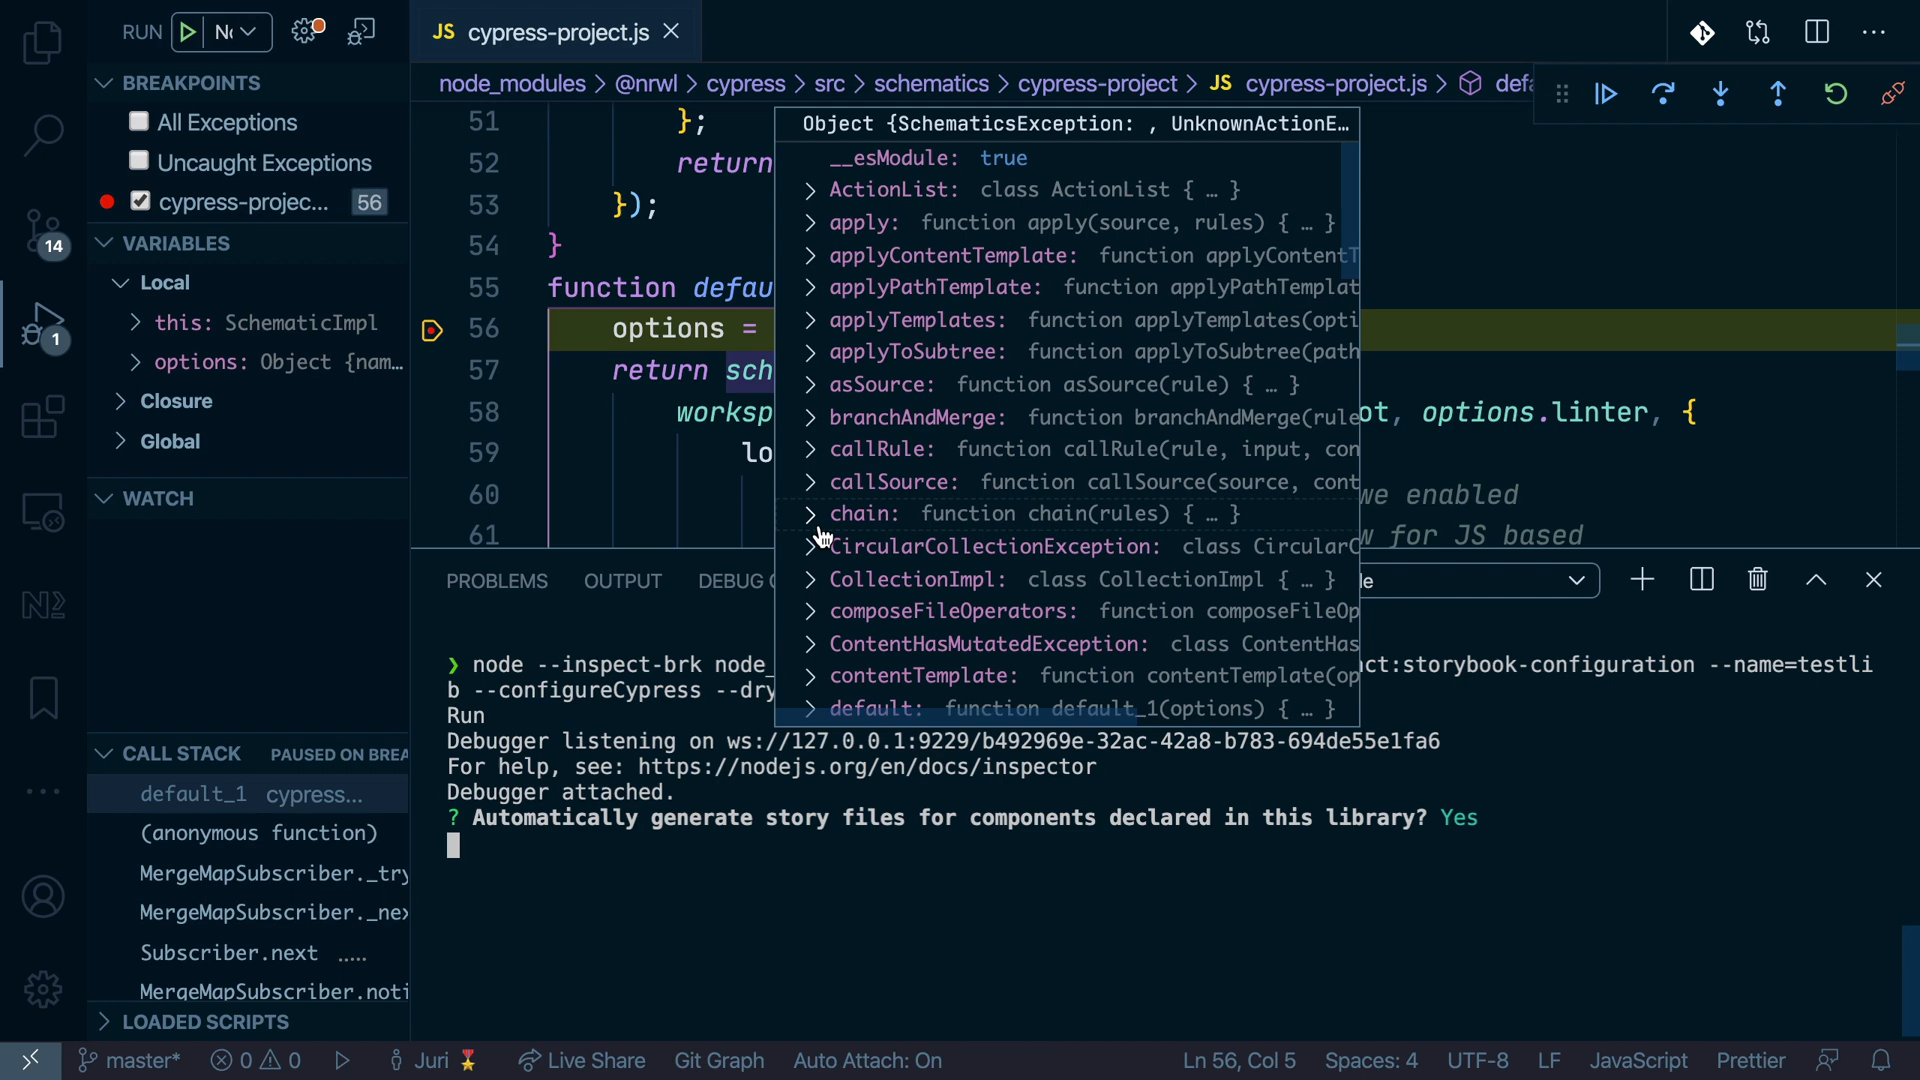 RUN
JS cypress-project.js
node_modules > @nrwl > cypress > src > schematics > cypress-project > JS cypress-project.js >
BREAKPOINTS
All Exceptions
Uncaught Exceptions
cypress-projec... 56
14
VARIABLES
Local
this: SchematicImpl
options: Object {nam...
1
Closure
Global
WATCH
CALL STACK PAUSED ON BREA
default_1 cypress...
(anonymous function)
MergeMapSubscriber._try
MergeMapSubscriber._nex
Subscriber.next .....
MergeMapSubscriber.noti
LOADED SCRIPTS
51 };
52 return
53 });
54 }
55 function defau
56 options =
57 return sch
58 worksp ot, options.linter, {
59 lo
60 we enabled
61 w for JS based
Object {SchematicsException: , UnknownActionE…
__esModule: true
ActionList: class ActionList { … }
apply: function apply(source, rules) { … }
applyContentTemplate: function applyContentT
applyPathTemplate: function applyPathTemplat
applyTemplates: function applyTemplates(opti
applyToSubtree: function applyToSubtree(path
asSource: function asSource(rule) { … }
branchAndMerge: function branchAndMerge(rule
callRule: function callRule(rule, input, con
callSource: function callSource(source, cont
chain: function chain(rules) { … }
CircularCollectionException: class CircularC
CollectionImpl: class CollectionImpl { … }
composeFileOperators: function composeFileOp
ContentHasMutatedException: class ContentHas
contentTemplate: function contentTemplate(op
default: function default_1(options) { … }
PROBLEMS OUTPUT DEBUG
❯ node --inspect-brk node_ ct:storybook-configuration --name=testli
b --configureCypress --dry
Run
Debugger listening on ws://127.0.0.1:9229/b492969e-32ac-42a8-b783-694de55e1fa6
For help, see: https://nodejs.org/en/docs/inspector
Debugger attached.
? Automatically generate story files for components declared in this library? Yes
master* 0 0 Juri Live Share Git Graph Auto Attach: On Ln 56, Col 5 Spaces: 4 UTF-8 LF JavaScript Prettier